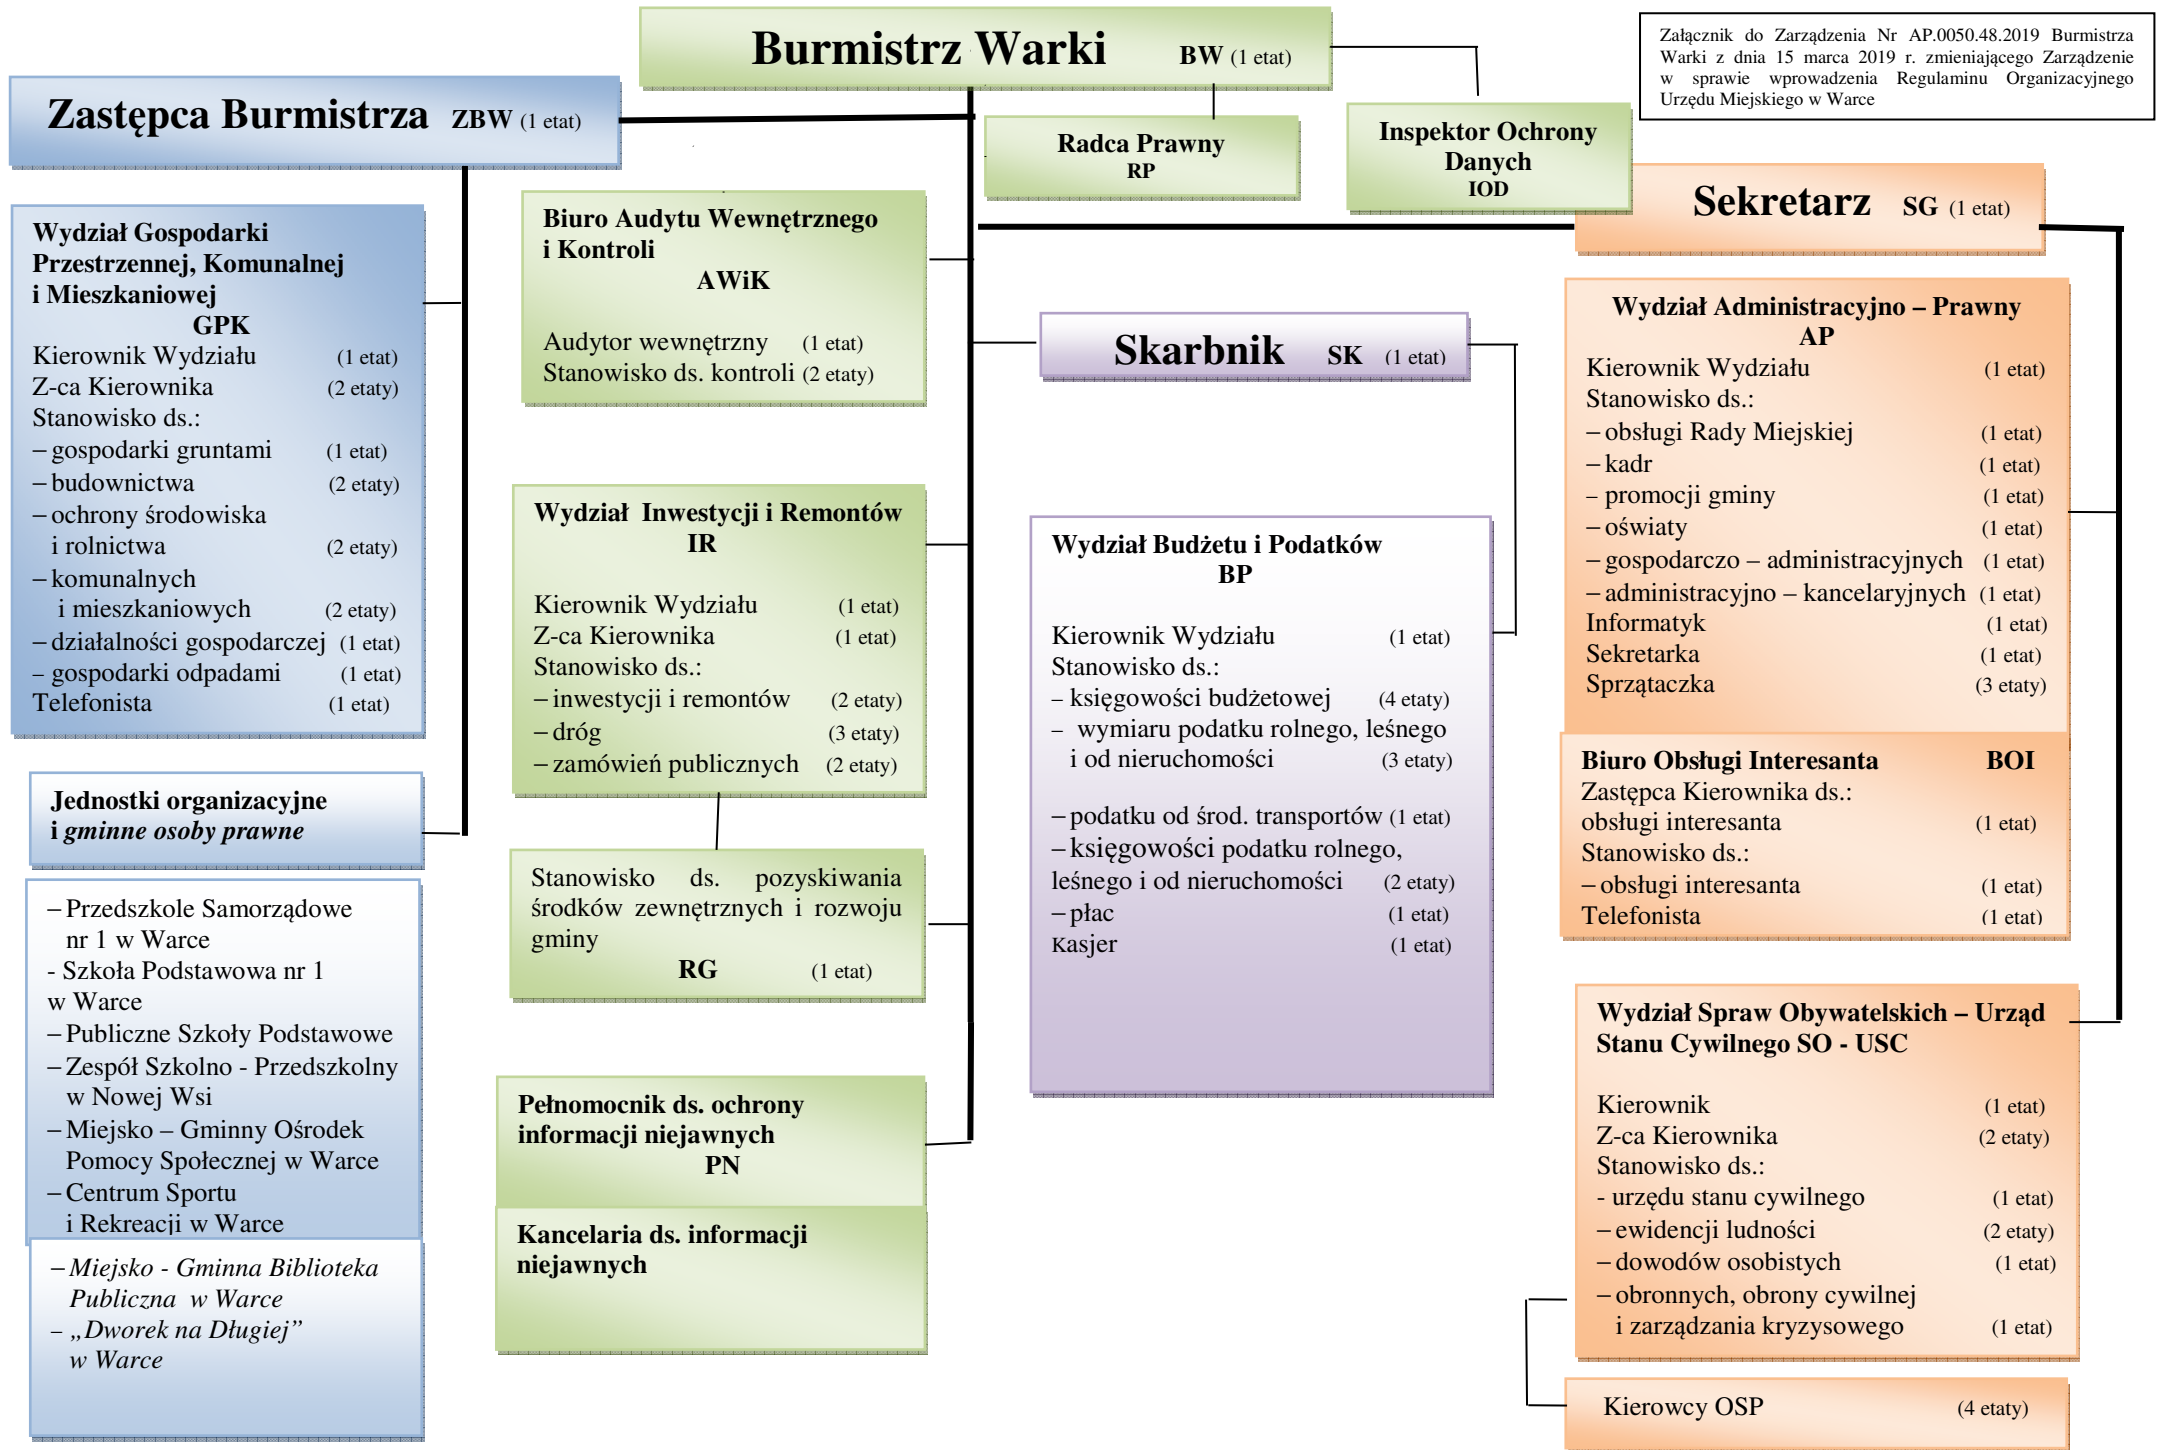 Burmistrz Warki BW (1 etat)
Załącznik do Zarządzenia Nr AP.0050.48.2019 Burmistrza
Warki z dnia 15 marca 2019 r. zmieniającego Zarządzenie
w sprawie wprowadzenia Regulaminu Organizacyjnego
Urzędu Miejskiego w Warce
Zastępca Burmistrza ZBW (1 etat)
Radca Prawny
RP
Inspektor Ochrony
Danych
IOD
Sekretarz SG (1 etat)
Wydział Gospodarki
Przestrzennej, Komunalnej
i Mieszkaniowej
GPK
Kierownik Wydziału (1 etat)
Z-ca Kierownika (2 etaty)
Stanowisko ds.:
– gospodarki gruntami (1 etat)
– budownictwa (2 etaty)
– ochrony środowiska
i rolnictwa (2 etaty)
– komunalnych
i mieszkaniowych (2 etaty)
– działalności gospodarczej (1 etat)
– gospodarki odpadami (1 etat)
Telefonista (1 etat)
Jednostki organizacyjne
i gminne osoby prawne
– Przedszkole Samorządowe
nr 1 w Warce
- Szkoła Podstawowa nr 1
w Warce
– Publiczne Szkoły Podstawowe
– Zespół Szkolno - Przedszkolny
w Nowej Wsi
– Miejsko – Gminny Ośrodek
Pomocy Społecznej w Warce
– Centrum Sportu
i Rekreacji w Warce
– Miejsko - Gminna Biblioteka
Publiczna w Warce
– „Dworek na Długiej”
w Warce
Biuro Audytu Wewnętrznego
i Kontroli
AWiK
Audytor wewnętrzny (1 etat)
Stanowisko ds. kontroli (2 etaty)
Wydział Inwestycji i Remontów
IR
Kierownik Wydziału (1 etat)
Z-ca Kierownika (1 etat)
Stanowisko ds.:
– inwestycji i remontów (2 etaty)
– dróg (3 etaty)
– zamówień publicznych (2 etaty)
Stanowisko ds. pozyskiwania
środków zewnętrznych i rozwoju
gminy
RG (1 etat)
Pełnomocnik ds. ochrony
informacji niejawnych
PN
Kancelaria ds. informacji
niejawnych
Skarbnik SK (1 etat)
Wydział Budżetu i Podatków
BP
Kierownik Wydziału (1 etat)
Stanowisko ds.:
– księgowości budżetowej (4 etaty)
– wymiaru podatku rolnego, leśnego
i od nieruchomości (3 etaty)
– podatku od środ. transportów (1 etat)
– księgowości podatku rolnego,
leśnego i od nieruchomości (2 etaty)
– płac (1 etat)
Kasjer (1 etat)
Wydział Administracyjno – Prawny
AP
Kierownik Wydziału (1 etat)
Stanowisko ds.:
– obsługi Rady Miejskiej (1 etat)
– kadr (1 etat)
– promocji gminy (1 etat)
– oświaty (1 etat)
– gospodarczo – administracyjnych (1 etat)
– administracyjno – kancelaryjnych (1 etat)
Informatyk (1 etat)
Sekretarka (1 etat)
Sprzątaczka (3 etaty)
Biuro Obsługi Interesanta BOI
Zastępca Kierownika ds.:
obsługi interesanta (1 etat)
Stanowisko ds.:
– obsługi interesanta (1 etat)
Telefonista (1 etat)
Wydział Spraw Obywatelskich – Urząd
Stanu Cywilnego SO - USC
Kierownik (1 etat)
Z-ca Kierownika (2 etaty)
Stanowisko ds.:
- urzędu stanu cywilnego (1 etat)
– ewidencji ludności (2 etaty)
– dowodów osobistych (1 etat)
– obronnych, obrony cywilnej
i zarządzania kryzysowego (1 etat)
Kierowcy OSP (4 etaty)